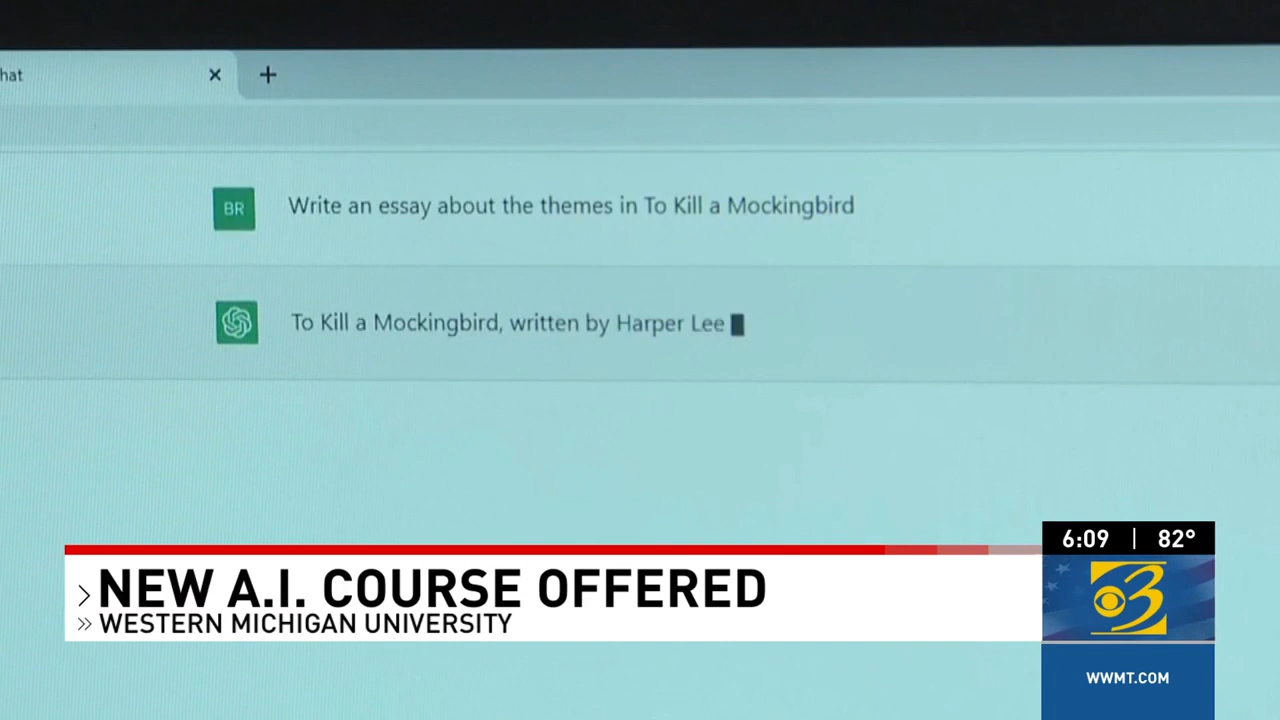 hat
BR
Write an essay about the themes in To Kill a Mockingbird
To Kill a Mockingbird, written by Harper Lee
NEW A.I. COURSE OFFERED
WESTERN MICHIGAN UNIVERSITY
6:09 | 82°
3
WWMT.COM